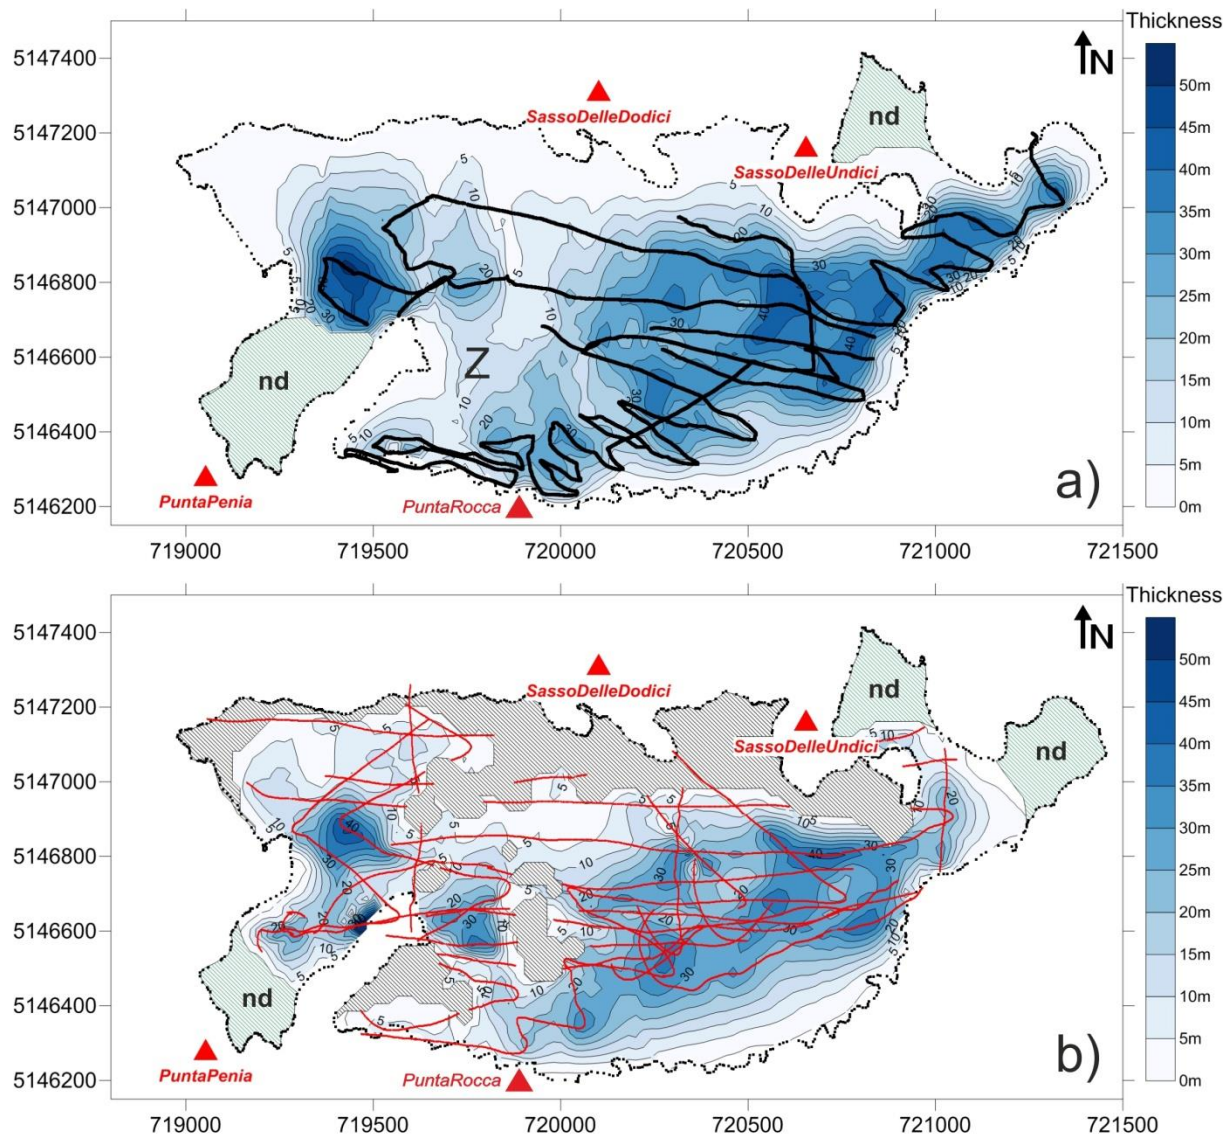 Thickness
5147400
N
50m
45m
nd
SassoDelleDodici
5147200
40m
SassoDelleUndici
35m
5147000
30m
25m
5146800
20m
15m
5146600
Z
nd
10m
5146400
5m
a)
PuntaPenia
PuntaRocca
5146200
0m
719000 719500 720000 720500 721000 721500
Thickness
5147400
N
50m
45m
nd
SassoDelleDodici
5147200
40m
SassoDelleUndici
nd
35m
5147000
30m
25m
5146800
20m
15m
5146600
10m
5146400
nd
5m
b)
PuntaPenia
PuntaRocca
5146200
0m
719000 719500 720000 720500 721000 721500